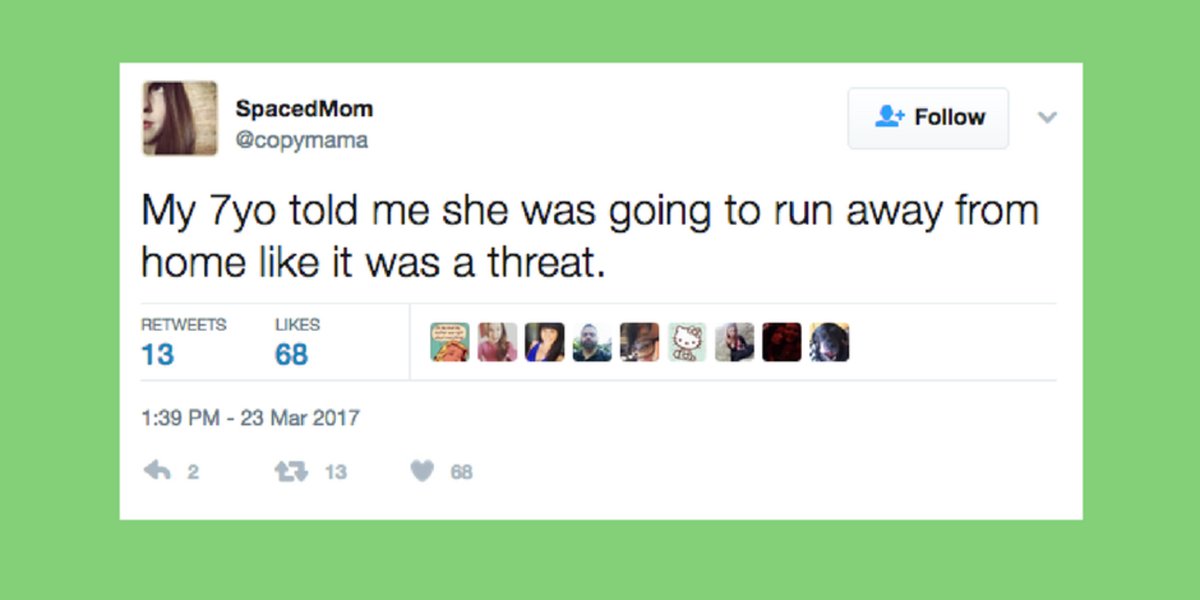 SpacedMom
@copymama
Follow
My 7yo told me she was going to run away from
home like it was a threat.
RETWEETS
LIKES
13
68
1:39 PM - 23 Mar 2017
2
13
68